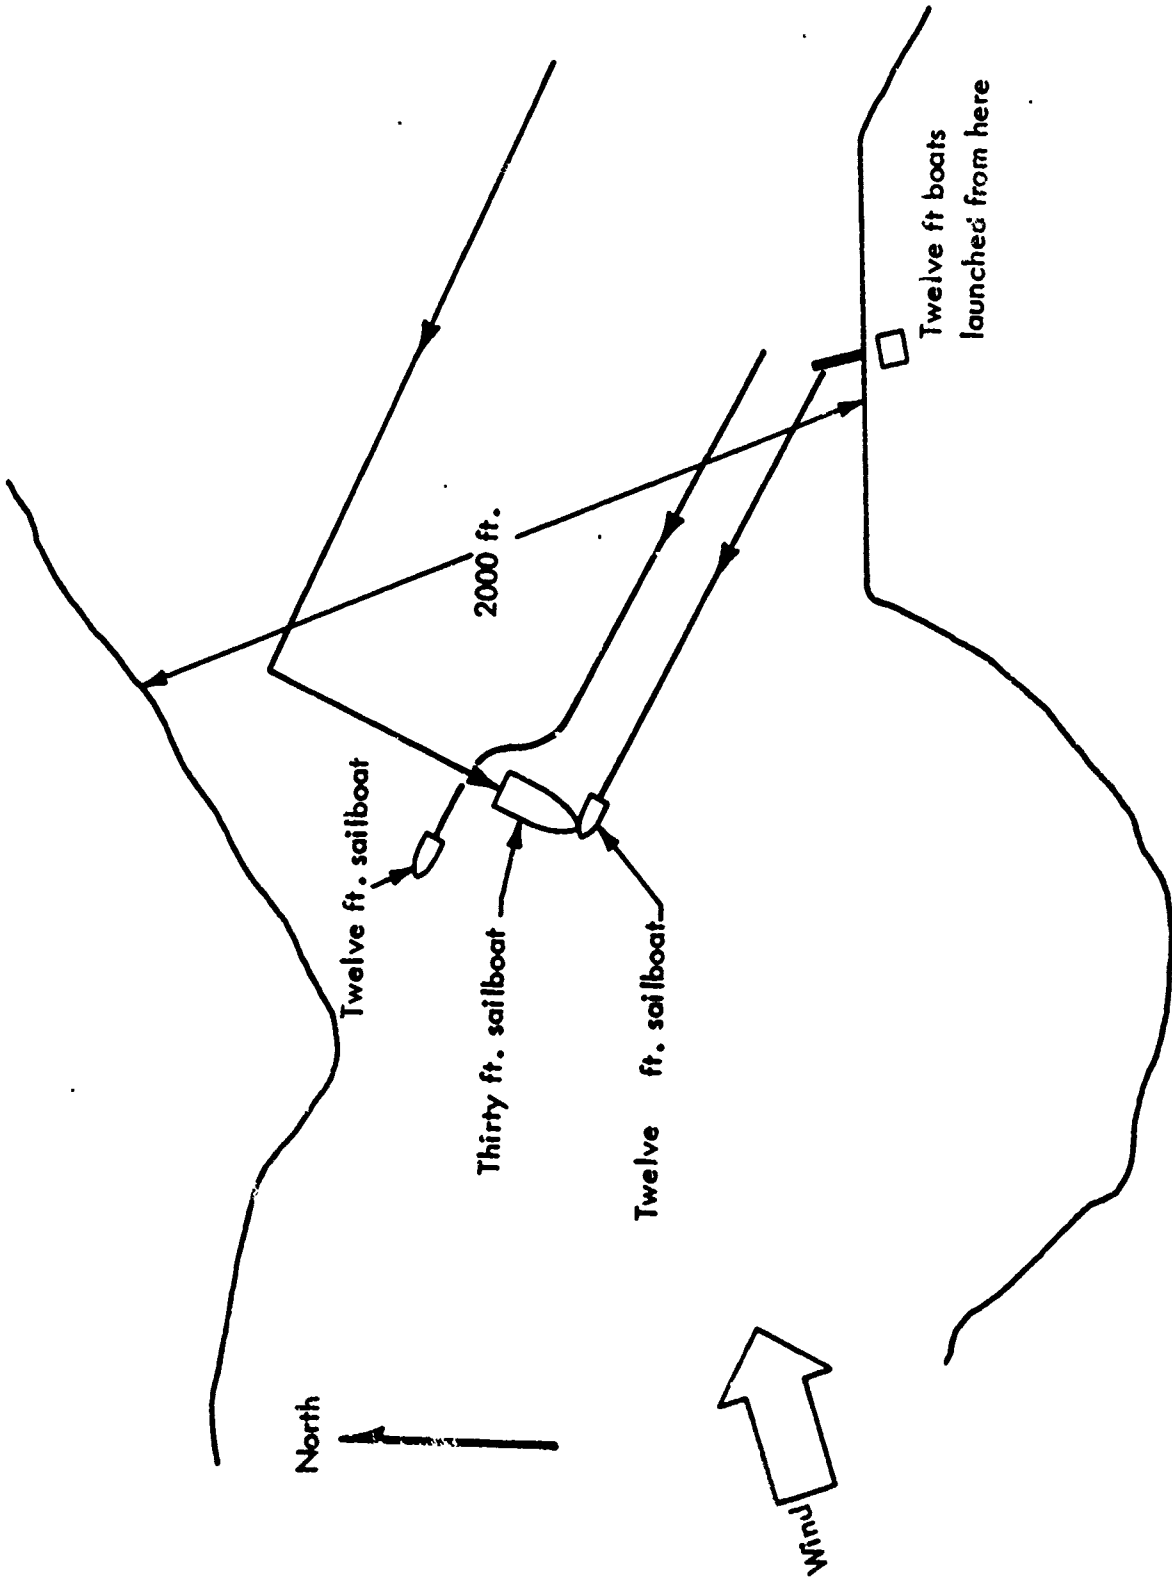 Twelve ft. sailboat
2000 ft.
Thirty ft. sailboat
Twelve ft. sailboat
Twelve ft boats
launched from here
North
Wind